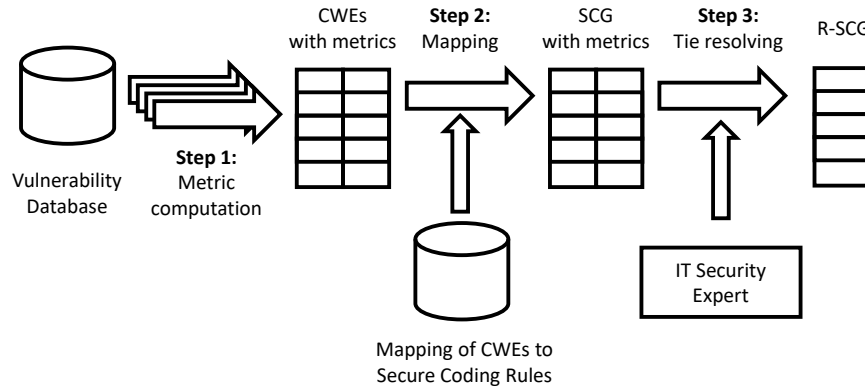 CWEs
with metrics
Step 2:
Mapping
SCG
with metrics
Step 3:
Tie resolving
R-SCG
Step 1:
Metric
computation
Vulnerability
Database
IT Security
Expert
Mapping of CWEs to
Secure Coding Rules